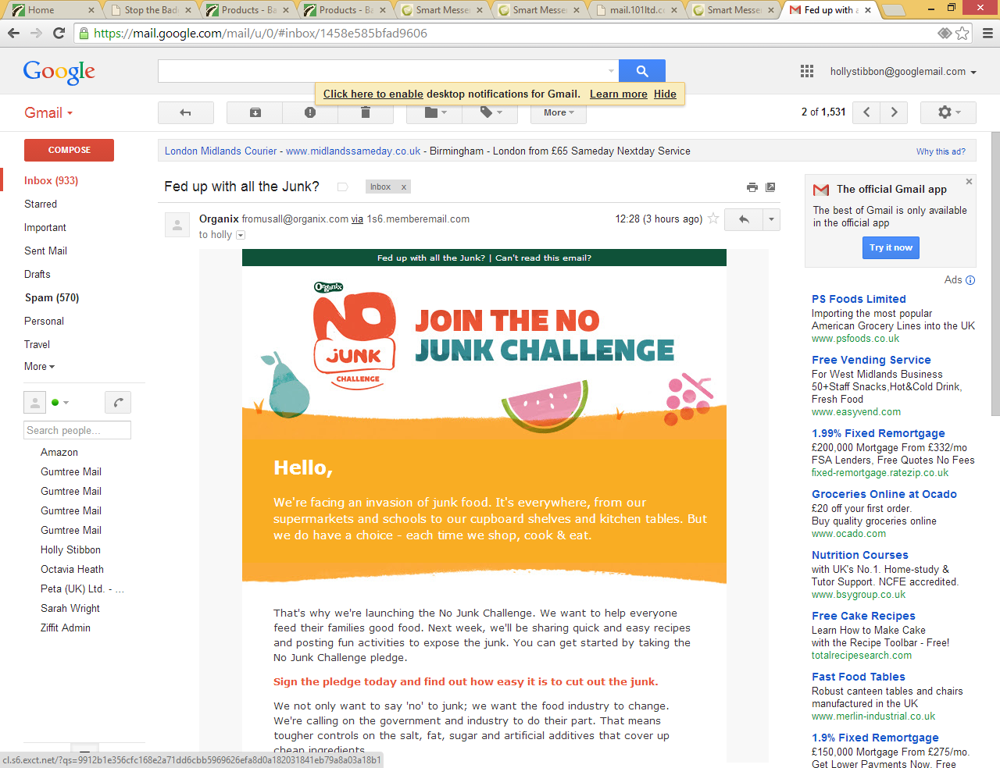 Home
Stop the Bad
Products - Ba
Products - Ba
Smart Messe
Smart Messe
mail.101ltd.c
Smart Messe
Fed up with a
https://mail.google.com/mail/u/0/#inbox/1458e585bfad9606
Google
hollystibbon@googlemail.com
Click here to enable desktop notifications for Gmail. Learn more Hide
Gmail
More
2 of 1,531
COMPOSE
London Midlands Courier - www.midlandssameday.co.uk - Birmingham - London from £65 Sameday Nextday Service
Why this ad?
Inbox (933)
Starred
Important
Sent Mail
Drafts
Spam (570)
Personal
Travel
More
Search people...
Amazon
Gumtree Mail
Gumtree Mail
Gumtree Mail
Gumtree Mail
Holly Stibbon
Octavia Heath
Peta (UK) Ltd. - ...
Sarah Wright
Ziffit Admin
Fed up with all the Junk?
Inbox x
Organix fromusall@organix.com via 1s6.memberemail.com
12:28 (3 hours ago)
to holly
Fed up with all the Junk? | Can't read this email?
Organix
NO
JUNK
CHALLENGE
JOIN THE NO
JUNK CHALLENGE
Hello,
We're facing an invasion of junk food. It's everywhere, from our
supermarkets and schools to our cupboard shelves and kitchen tables. But
we do have a choice - each time we shop, cook & eat.
That's why we're launching the No Junk Challenge. We want to help everyone
feed their families good food. Next week, we'll be sharing quick and easy recipes
and posting fun activities to expose the junk. You can get started by taking the
No Junk Challenge pledge.
Sign the pledge today and find out how easy it is to cut out the junk.
We not only want to say 'no' to junk; we want the food industry to change.
We're calling on the government and industry to do their part. That means
tougher controls on the salt, fat, sugar and artificial additives that cover up
cheap ingredients.
The official Gmail app
The best of Gmail is only available
in the official app
Try it now
Ads
PS Foods Limited
Importing the most popular
American Grocery Lines into the UK
www.psfoods.co.uk
Free Vending Service
For West Midlands Business
50+Staff Snacks,Hot&Cold Drink,
Fresh Food
www.easyvend.com
1.99% Fixed Remortgage
£200,000 Mortgage From £332/mo
FSA Lenders, Free Quotes No Fees
fixed-remortgage.ratezip.co.uk
Groceries Online at Ocado
£20 off your first order.
Buy quality groceries online
www.ocado.com
Nutrition Courses
with UK's No.1. Home-study &
Tutor Support. NCFE accredited.
www.bsygroup.co.uk
Free Cake Recipes
Learn How to Make Cake
with the Recipe Toolbar - Free!
totalrecipesearch.com
Fast Food Tables
Robust canteen tables and chairs
manufactured in the UK
www.merlin-industrial.co.uk
1.9% Fixed Remortgage
£150,000 Mortgage From £275/mo.
Get Lower Payments Now. Free
cl.s6.exct.net/?qs=9912b1e356cfc168e2a71dd6cbb5969626efa8d0a182031841eb79a8a03a18b1